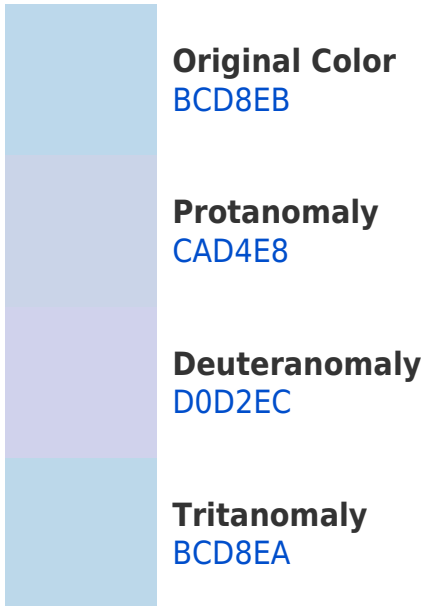 Original Color
BCD8EB
Protanomaly
CAD4E8
Deuteranomaly
D0D2EC
Tritanomaly
BCD8EA